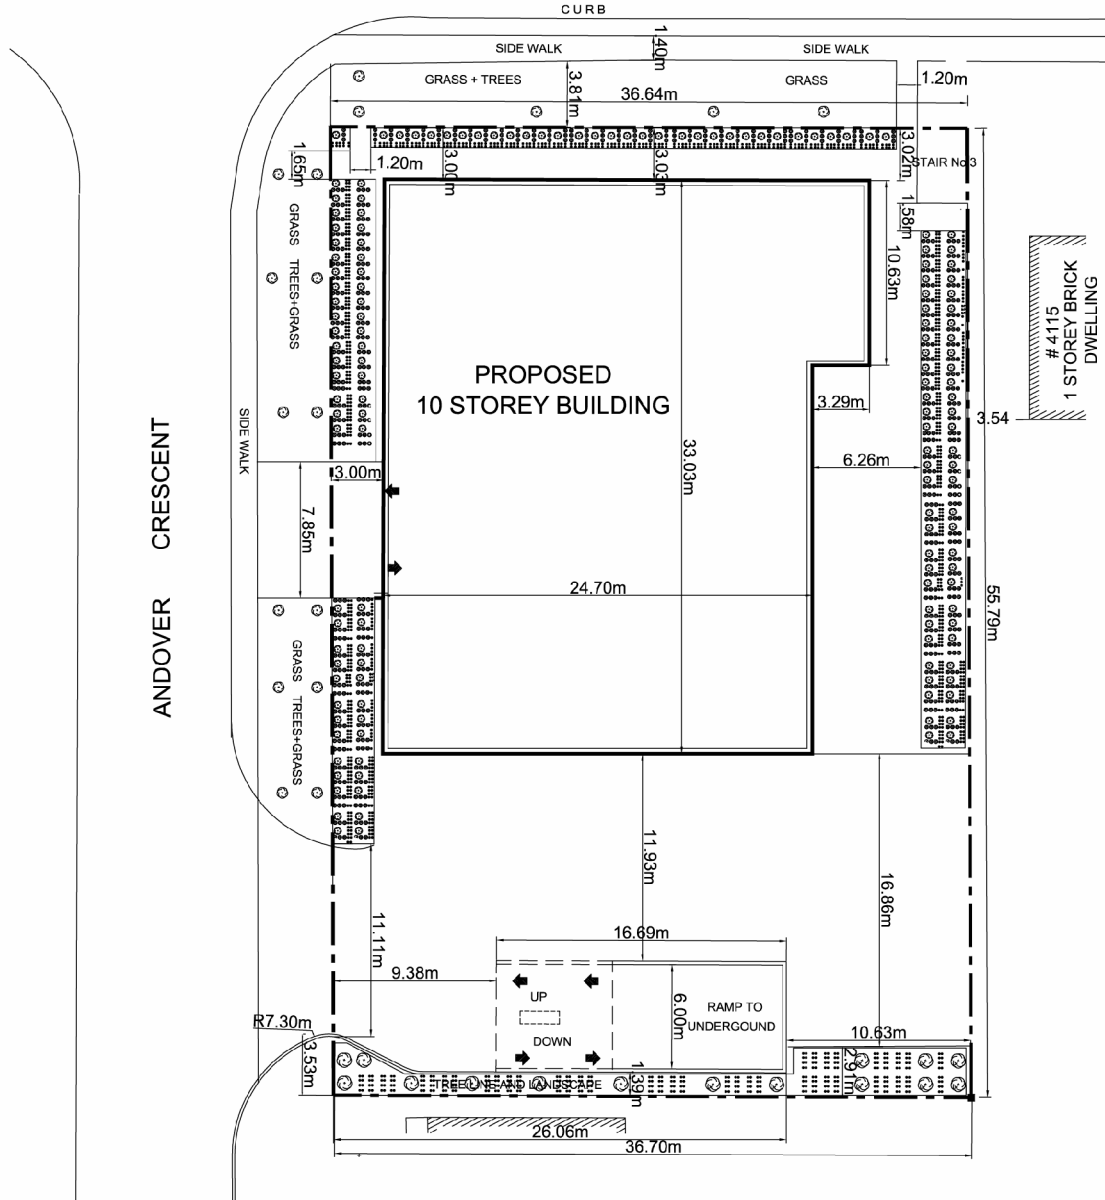 CURB
SIDE WALK
SIDE WALK
1.40m
GRASS + TREES
GRASS
3.81m
36.64m
1.20m
1.65m
1.20m
3.00m
3.03m
3.02m
STAIR No 3
1.58m
10.63m
GRASS TREES+GRASS
# 4115
1 STOREY BRICK
DWELLING
PROPOSED
10 STOREY BUILDING
3.29m
3.54
SIDE WALK
ANDOVER CRESCENT
33.03m
6.26m
3.00m
7.85m
24.70m
55.79m
GRASS TREES+GRASS
11.93m
16.86m
11.11m
16.69m
9.38m
UP
RAMP TO
UNDERGOUND
6.00m
DOWN
R7.30m
10.63m
3.53m
2.91m
TREE LINE AND LANDSCAPE
1.39m
26.06m
36.70m